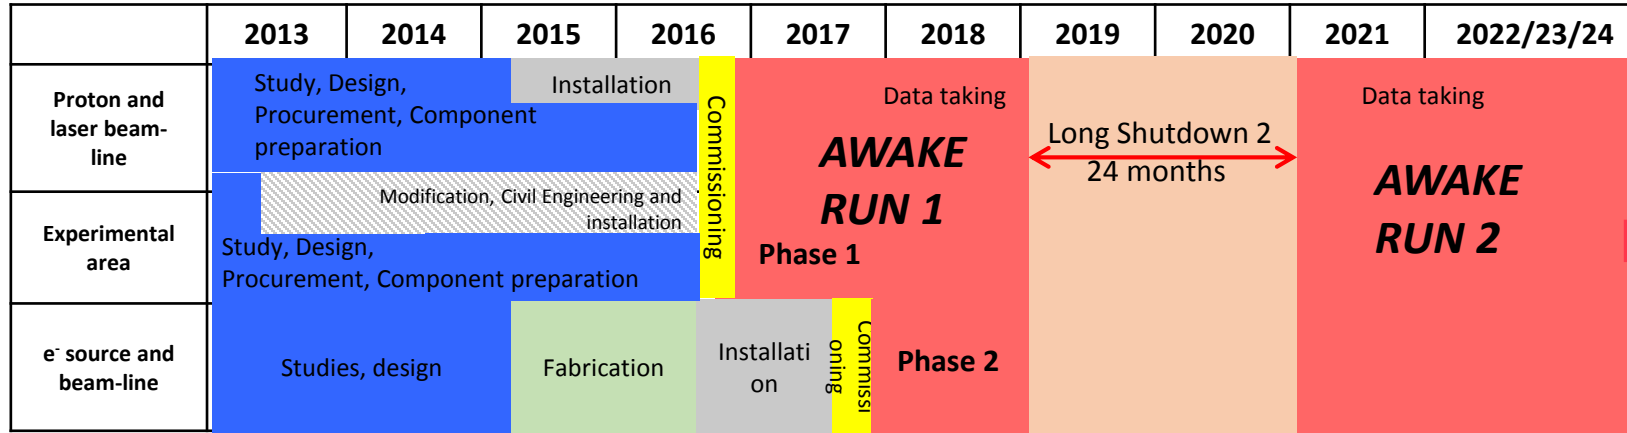 2013 2014 2015 2016 2017 2018 2019 2020 2021 2022/23/24
Proton and
laser beam-
line
Study, Design,
Procurement, Component
preparation
Installation
Commissioning
Data taking
AWAKE
RUN 1
Long Shutdown 2
24 months
Data taking
AWAKE
RUN 2
Experimental
area
Modification, Civil Engineering and
installation
Study, Design,
Procurement, Component preparation
Phase 1
e- source and
beam-line
Studies, design
Fabrication
Installati
on
Commissi
oning
Phase 2